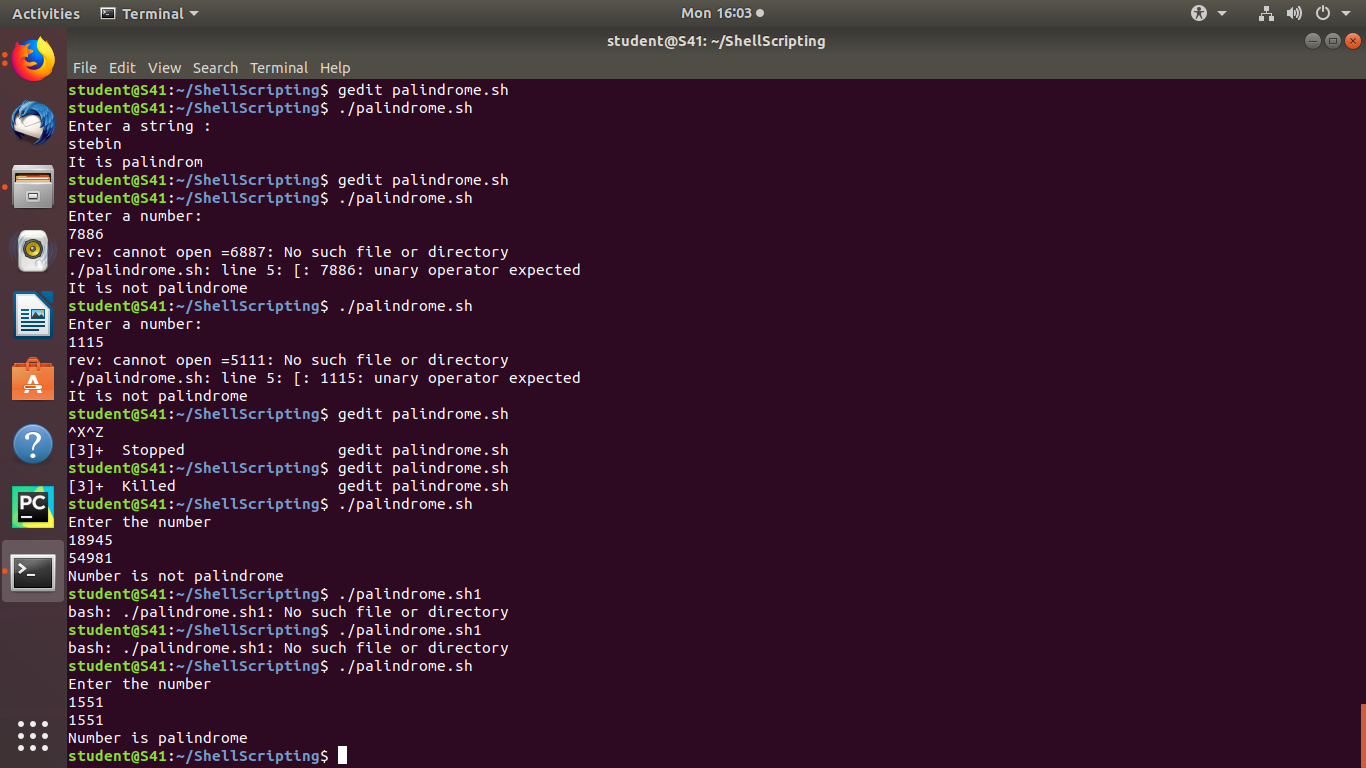 Activities Terminal Mon 16:03
student@S41: ~/ShellScripting
File Edit View Search Terminal Help
student@S41:~/ShellScripting$ gedit palindrome.sh
student@S41:~/ShellScripting$ ./palindrome.sh
Enter a string :
stebin
It is palindrom
student@S41:~/ShellScripting$ gedit palindrome.sh
student@S41:~/ShellScripting$ ./palindrome.sh
Enter a number:
7886
rev: cannot open =6887: No such file or directory
./palindrome.sh: line 5: [: 7886: unary operator expected
It is not palindrome
student@S41:~/ShellScripting$ ./palindrome.sh
Enter a number:
1115
rev: cannot open =5111: No such file or directory
./palindrome.sh: line 5: [: 1115: unary operator expected
It is not palindrome
student@S41:~/ShellScripting$ gedit palindrome.sh
^X^Z
[3]+  Stopped                 gedit palindrome.sh
student@S41:~/ShellScripting$ gedit palindrome.sh
[3]+  Killed                  gedit palindrome.sh
student@S41:~/ShellScripting$ ./palindrome.sh
Enter the number
18945
54981
Number is not palindrome
student@S41:~/ShellScripting$ ./palindrome.sh1
bash: ./palindrome.sh1: No such file or directory
student@S41:~/ShellScripting$ ./palindrome.sh1
bash: ./palindrome.sh1: No such file or directory
student@S41:~/ShellScripting$ ./palindrome.sh
Enter the number
1551
1551
Number is palindrome
student@S41:~/ShellScripting$
PC